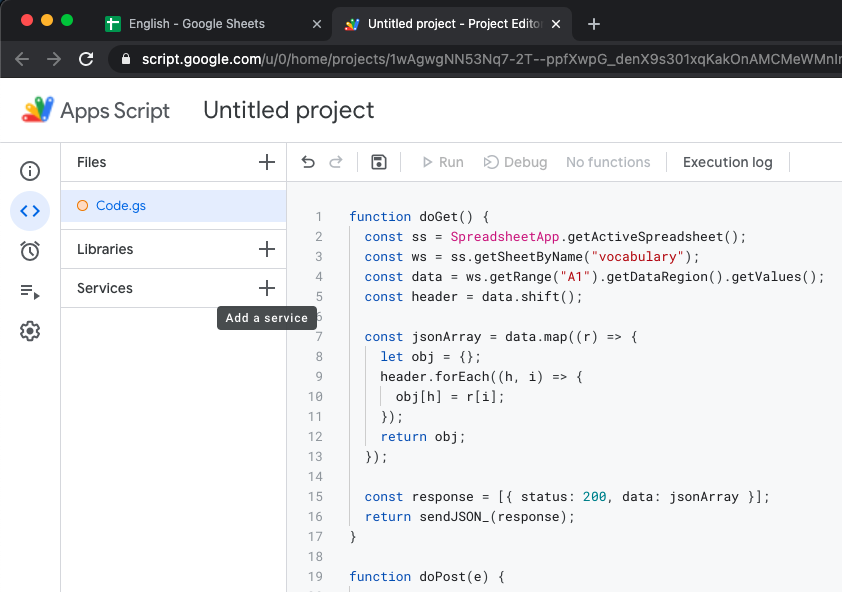 English - Google Sheets
Untitled project - Project Editor
script.google.com/u/0/home/projects/1wAgwgNN53Nq7-2T--ppfXwpG_denX9s301xqKakOnAMCMeWMnIr
Apps Script Untitled project
Files
Run Debug No functions Execution log
Code.gs
Libraries
Services
Add a service
1 function doGet() {
2 const ss = SpreadsheetApp.getActiveSpreadsheet();
3 const ws = ss.getSheetByName("vocabulary");
4 const data = ws.getRange("A1").getDataRegion().getValues();
5 const header = data.shift();
6
7 const jsonArray = data.map((r) => {
8 let obj = {};
9 header.forEach((h, i) => {
10 obj[h] = r[i];
11 });
12 return obj;
13 });
14
15 const response = [{ status: 200, data: jsonArray }];
16 return sendJSON_(response);
17 }
18
19 function doPost(e) {